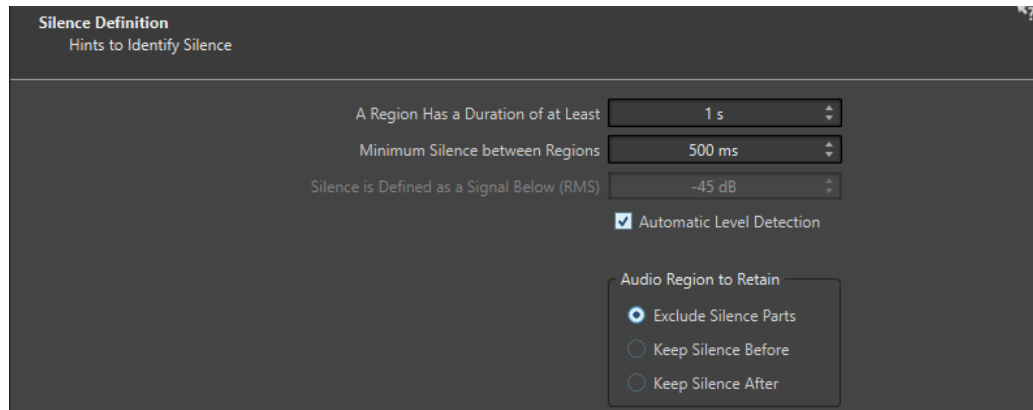 Silence Definition
Hints to Identify Silence
A Region Has a Duration of at Least 1 s
Minimum Silence between Regions 500 ms
Silence is Defined as a Signal Below (RMS) -45 dB
Automatic Level Detection
Audio Region to Retain
Exclude Silence Parts
Keep Silence Before
Keep Silence After